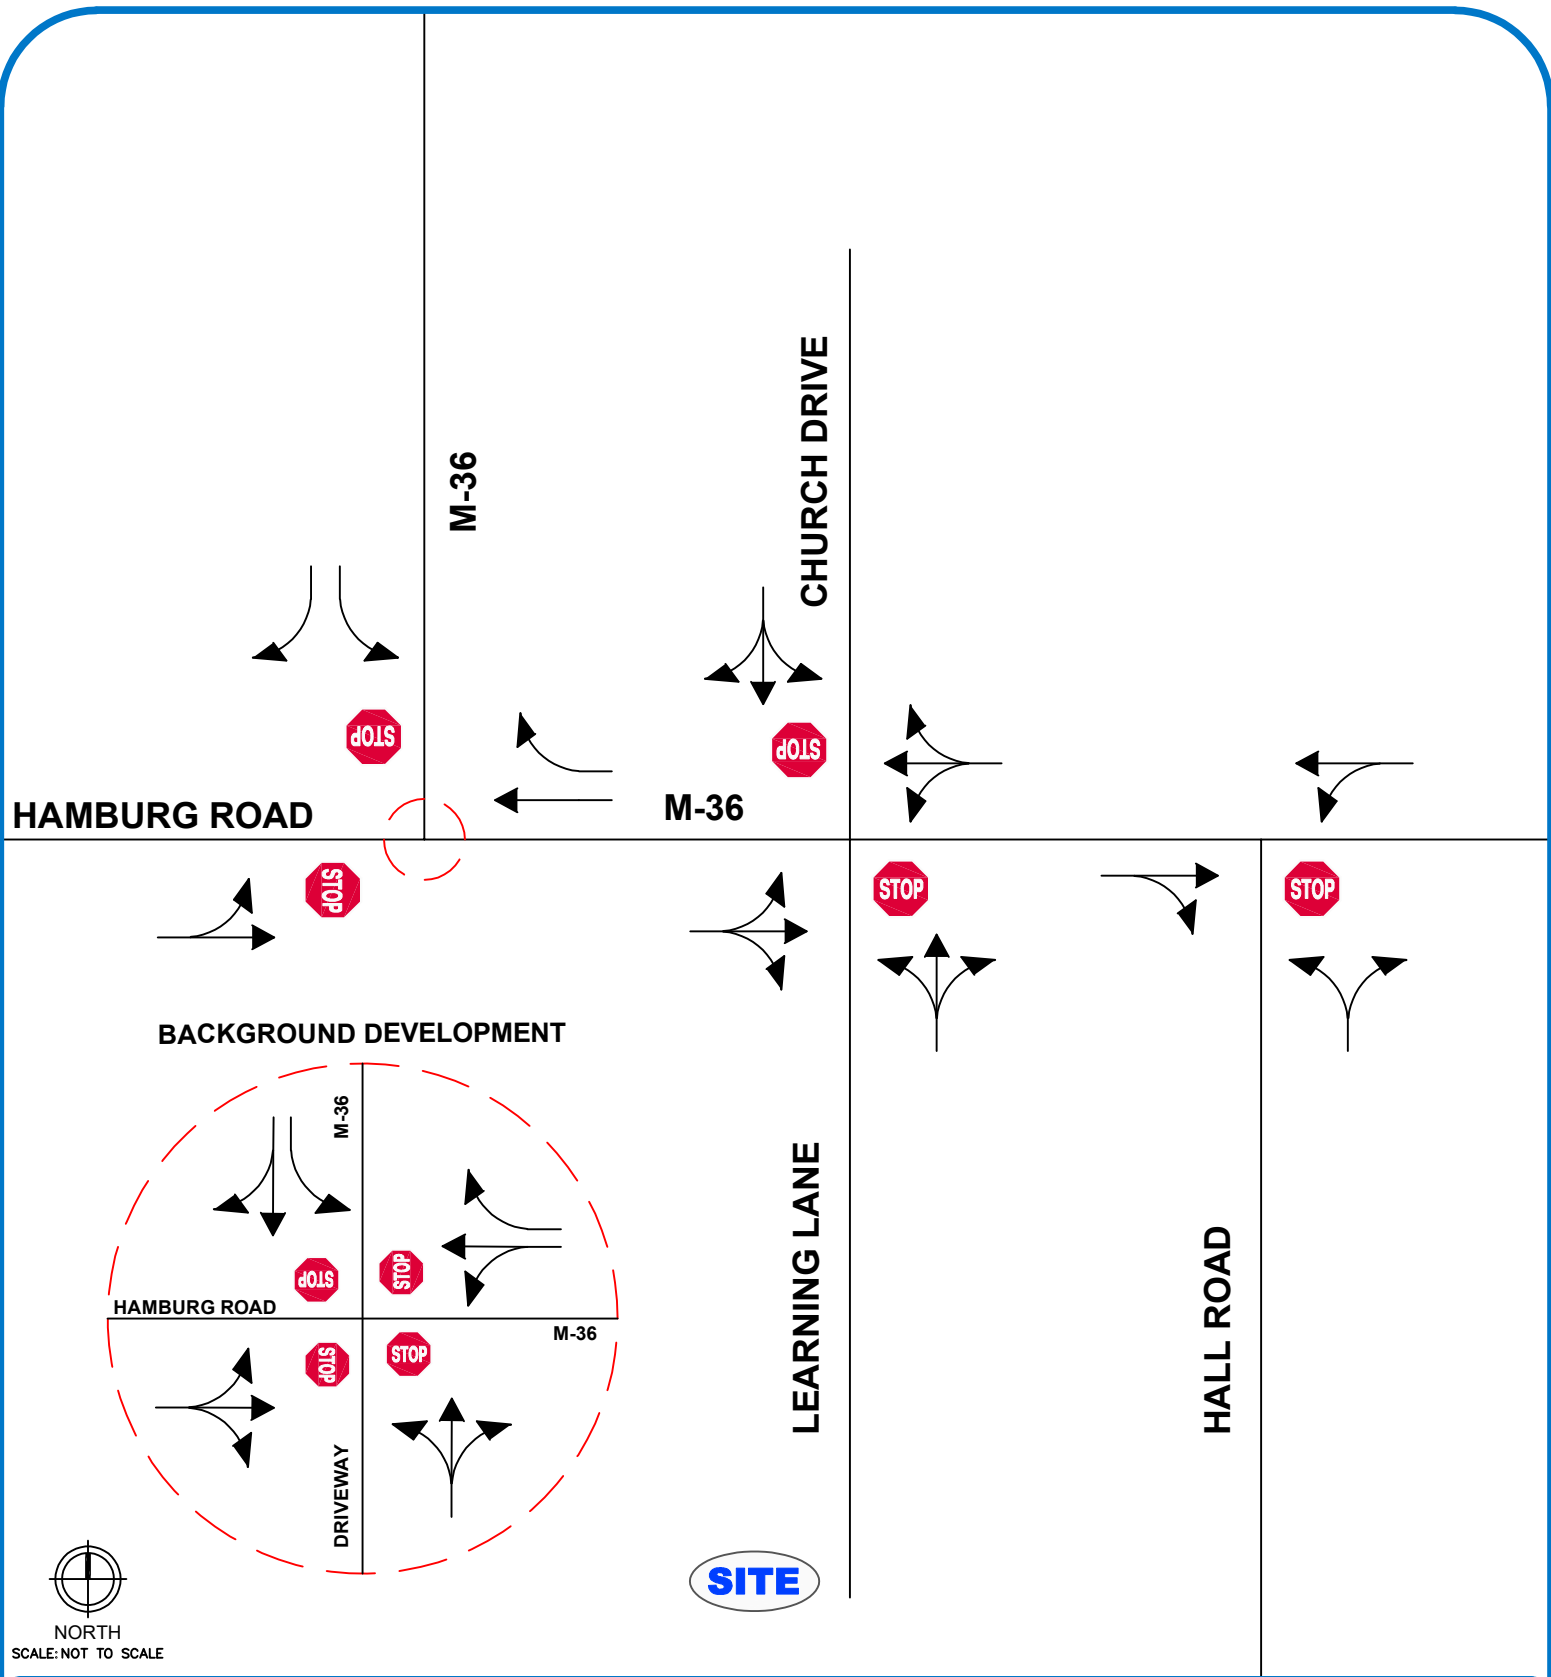 CHURCH DRIVE
M-36
STOP
STOP
HAMBURG ROAD
M-36
STOP
STOP
STOP
BACKGROUND DEVELOPMENT
M-36
LEARNING LANE
HALL ROAD
STOP
STOP
HAMBURG ROAD
M-36
STOP
STOP
DRIVEWAY
SITE
NORTH
SCALE: NOT TO SCALE